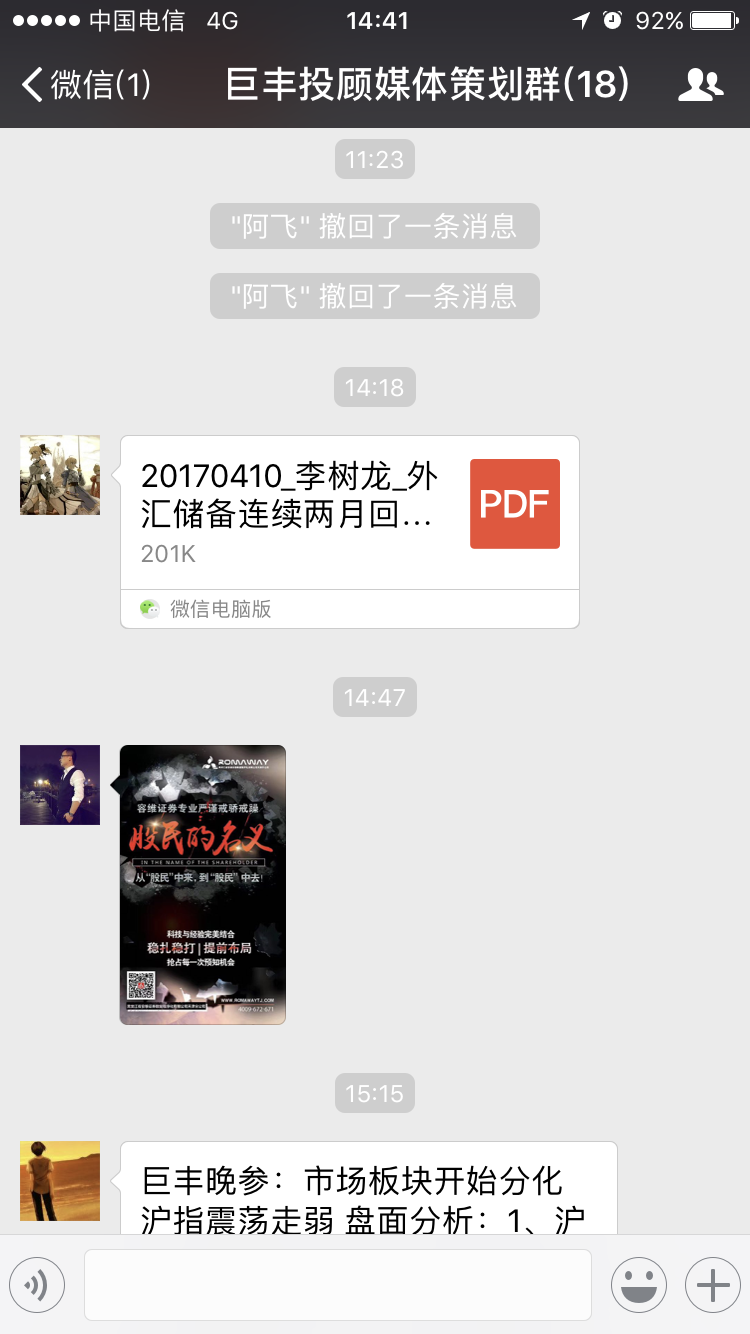 中国电信 4G 14:41 92%
微信(1) 巨丰投顾媒体策划群(18)
11:23
"阿飞" 撤回了一条消息
"阿飞" 撤回了一条消息
14:18
20170410_李树龙_外
汇储备连续两月回...
PDF
201K
微信电脑版
14:47
ROMAWAY
容维证券专业严谨戒骄戒躁
股民的名义
IN THE NAME OF THE SHAREHOLDER
从"股民"中来,到"股民"中去!
科技与经验完美结合
稳扎稳打 | 提前布局
抢占每一次预知机会
WWW.ROMAWAYTJ.COM
4009-672-671
15:15
巨丰晚参：市场板块开始分化
沪指震荡走弱 盘面分析：1、沪